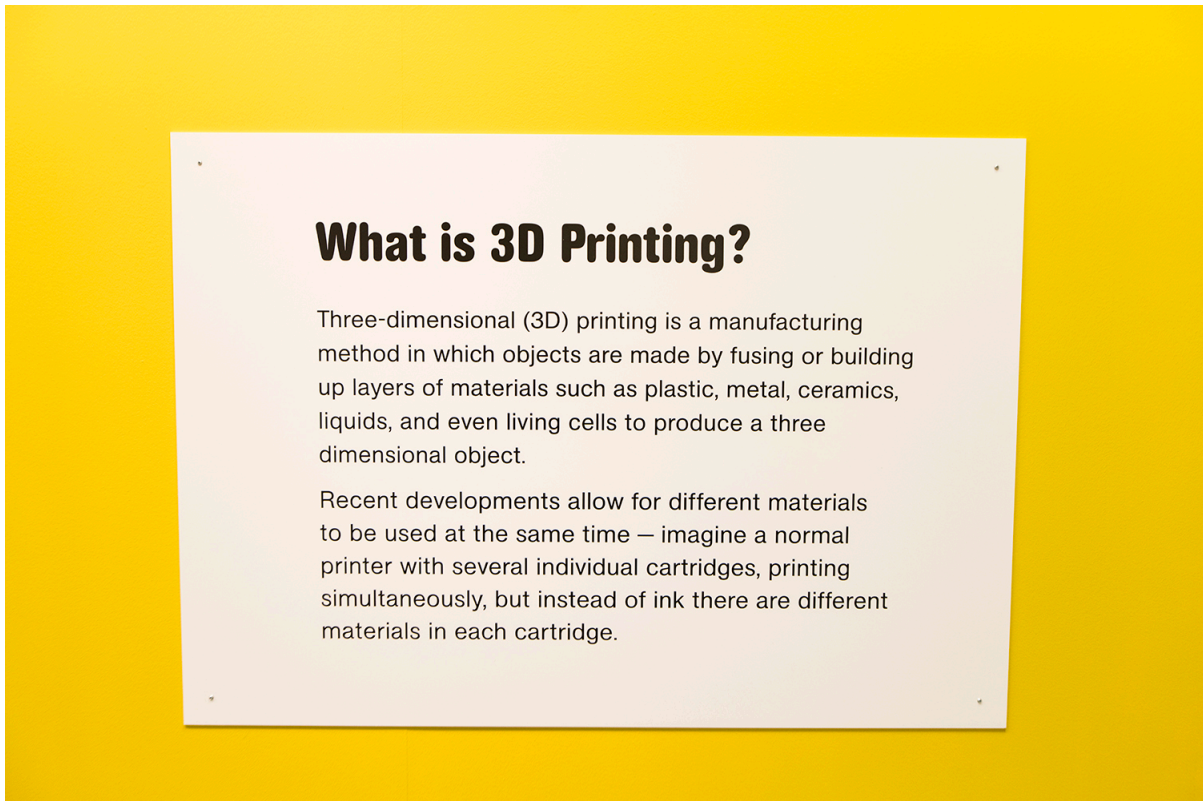 What is 3D Printing?
Three-dimensional (3D) printing is a manufacturing
method in which objects are made by fusing or building
up layers of materials such as plastic, metal, ceramics,
liquids, and even living cells to produce a three
dimensional object.
Recent developments allow for different materials
to be used at the same time — imagine a normal
printer with several individual cartridges, printing
simultaneously, but instead of ink there are different
materials in each cartridge.